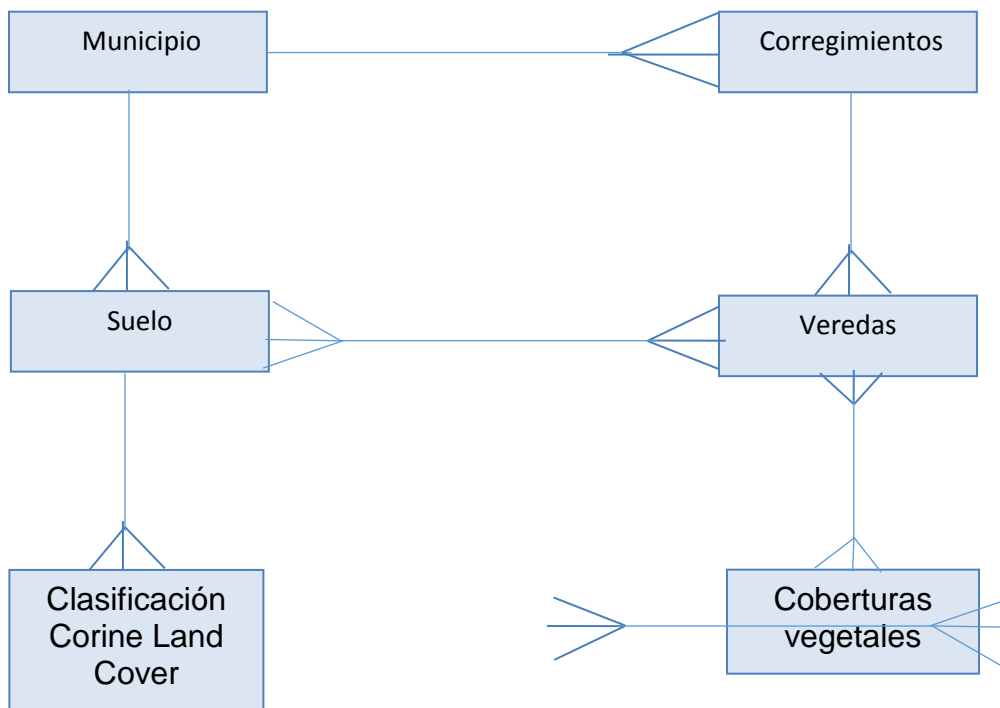 Municipio
Corregimientos
Suelo
Veredas
Clasificación
Corine Land
Cover
Coberturas
vegetales